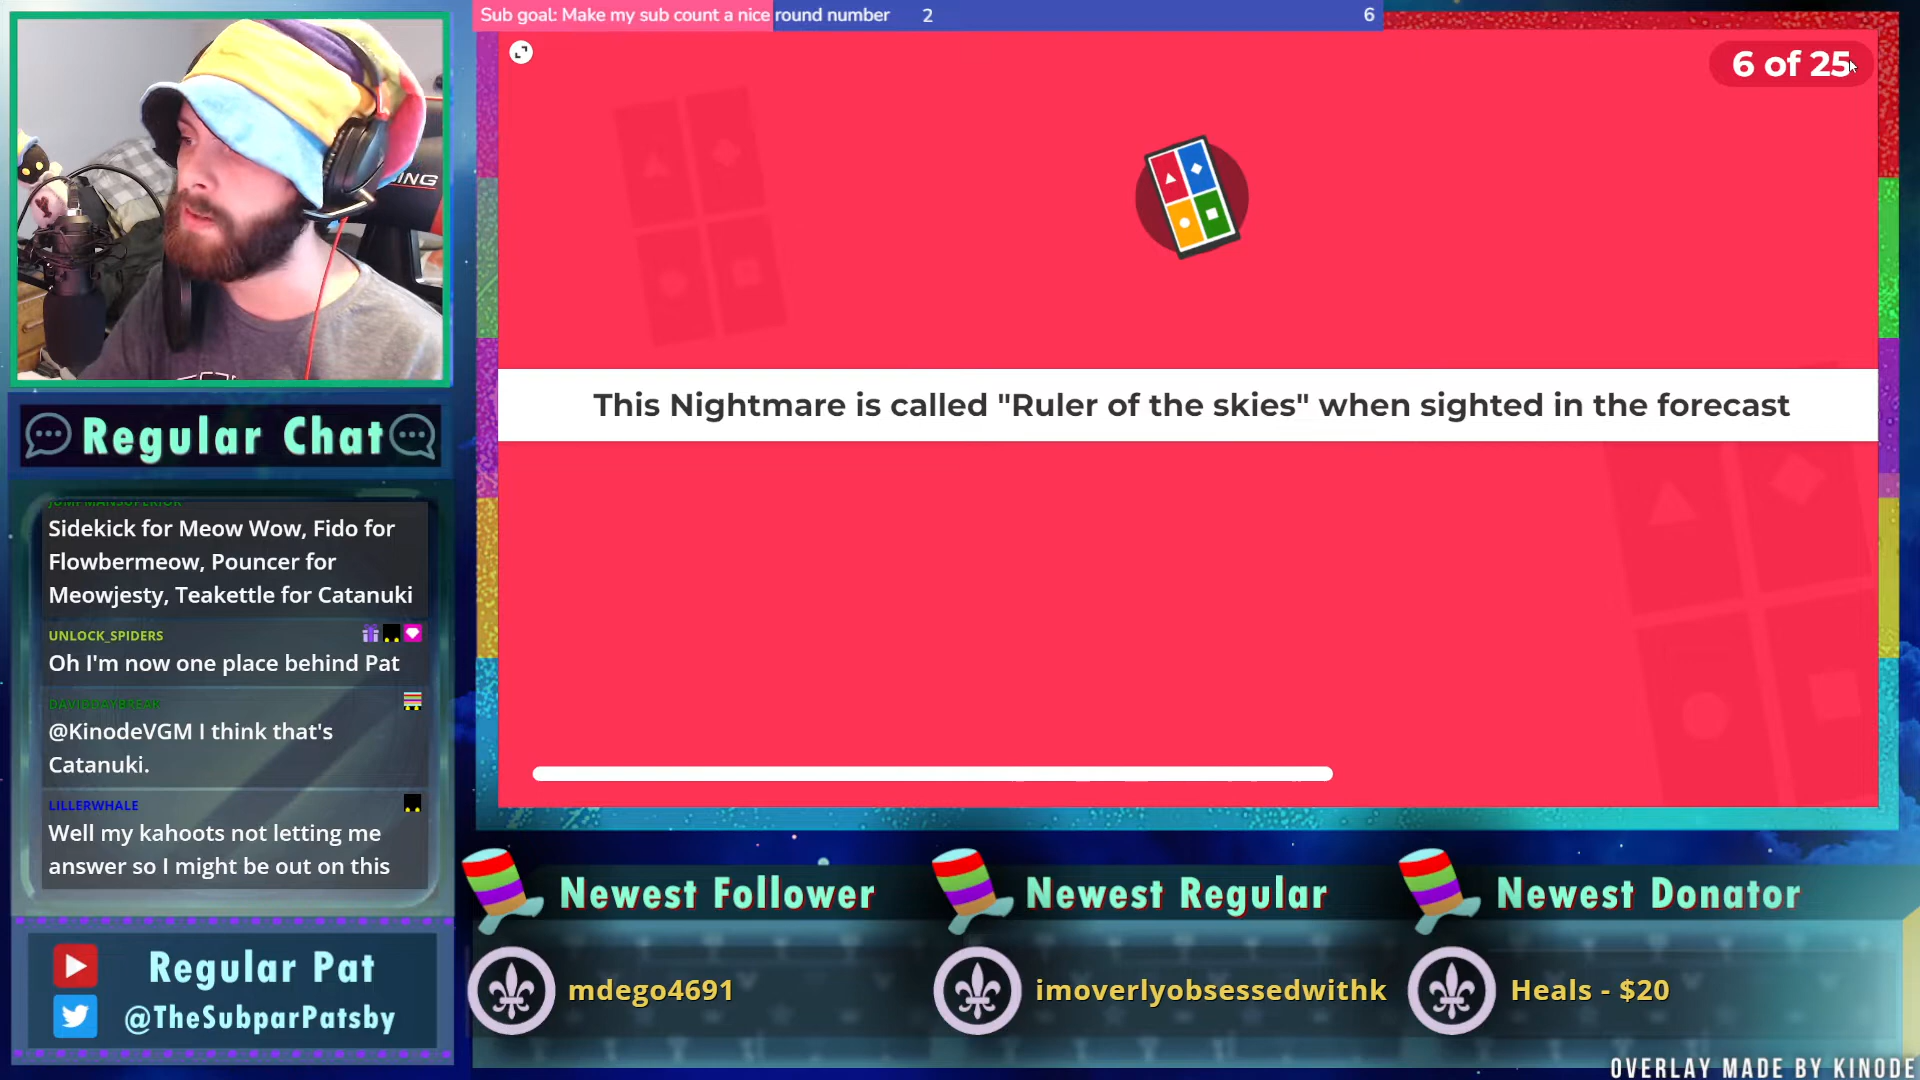 Sub goal: Make my sub count a nice round number 2 6
6 of 25
ING
This Nightmare is called "Ruler of the skies" when sighted in the forecast
Regular Chat
JUMPMANSUPERIOR
Sidekick for Meow Wow, Fido for
Flowbermeow, Pouncer for
Meowjesty, Teakettle for Catanuki
UNLOCK_SPIDERS
Oh I'm now one place behind Pat
DAVIDDAYBREAK
@KinodeVGM I think that's
Catanuki.
LILLERWHALE
Well my kahoots not letting me
answer so I might be out on this
Regular Pat
@TheSubparPatsby
Newest Follower
mdego4691
Newest Regular
imoverlyobsessedwithk
Newest Donator
Heals - $20
OVERLAY MADE BY KINODE